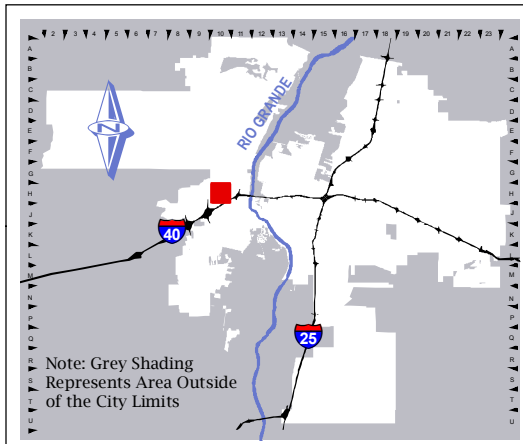 2 3 4 5 6 7 8 9 10 11 12 13 14 15 16 17 18 19 20 21 22 23
A A
B B
C C
D D
E E
F F
G G
H H
J J
K K
L L
M M
N N
P P
Q Q
R R
S S
T T
U U
N
RIO GRANDE
40
25
Note: Grey Shading
Represents Area Outside
of the City Limits